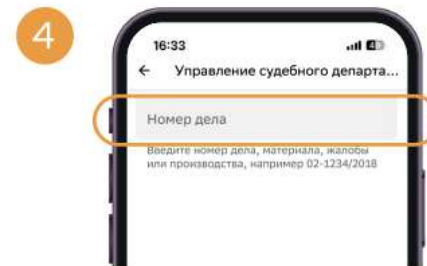 4
16:33
Управление судебного департа...
Номер дела
Введите номер дела, материала, жалобы
или производства, например 02-1234/2018